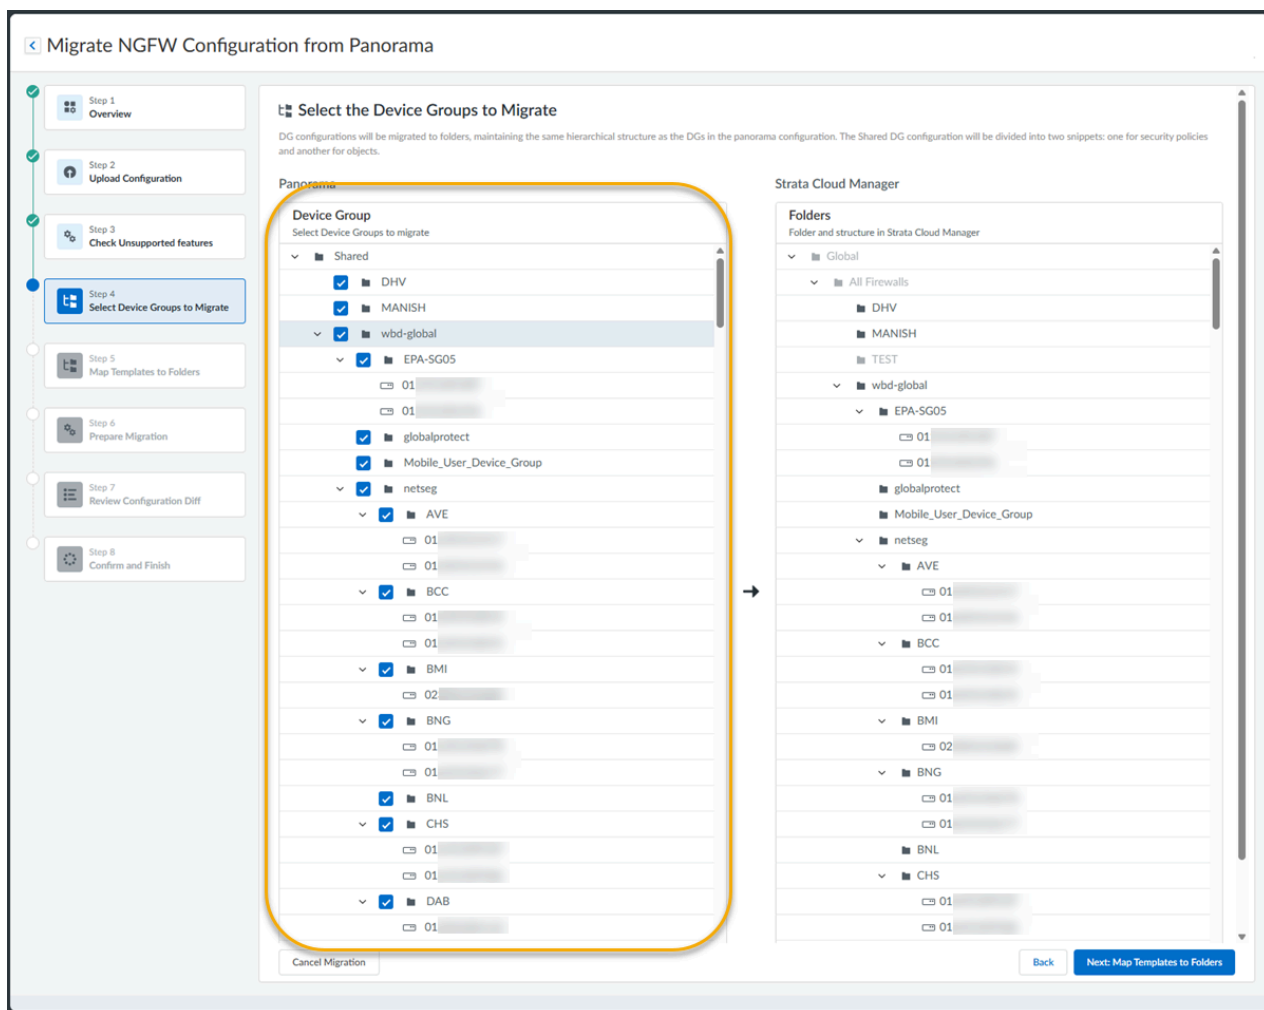 Migrate NGFW Configuration from Panorama
Step 1
Overview
Step 2
Upload Configuration
Step 3
Check Unsupported features
Step 4
Select Device Groups to Migrate
Step 5
Map Templates to Folders
Step 6
Prepare Migration
Step 7
Review Configuration Diff
Step 8
Confirm and Finish
Select the Device Groups to Migrate
DG configurations will be migrated to folders, maintaining the same hierarchical structure as the DGs in the panorama configuration. The Shared DG configuration will be divided into two snippets: one for security policies
and another for objects.
Panorama
Device Group
Select Device Groups to migrate
Shared
DHV
MANISH
wbd-global
EPA-SG05
01
01
globalprotect
Mobile_User_Device_Group
netseg
AVE
01
01
BCC
01
01
BMI
02
BNG
01
01
BNL
CHS
01
01
DAB
01
Strata Cloud Manager
Folders
Folder and structure in Strata Cloud Manager
Global
All Firewalls
DHV
MANISH
TEST
wbd-global
EPA-SG05
01
01
globalprotect
Mobile_User_Device_Group
netseg
AVE
01
01
BCC
01
01
BMI
02
BNG
01
01
BNL
CHS
01
01
Cancel Migration
Back
Next: Map Templates to Folders